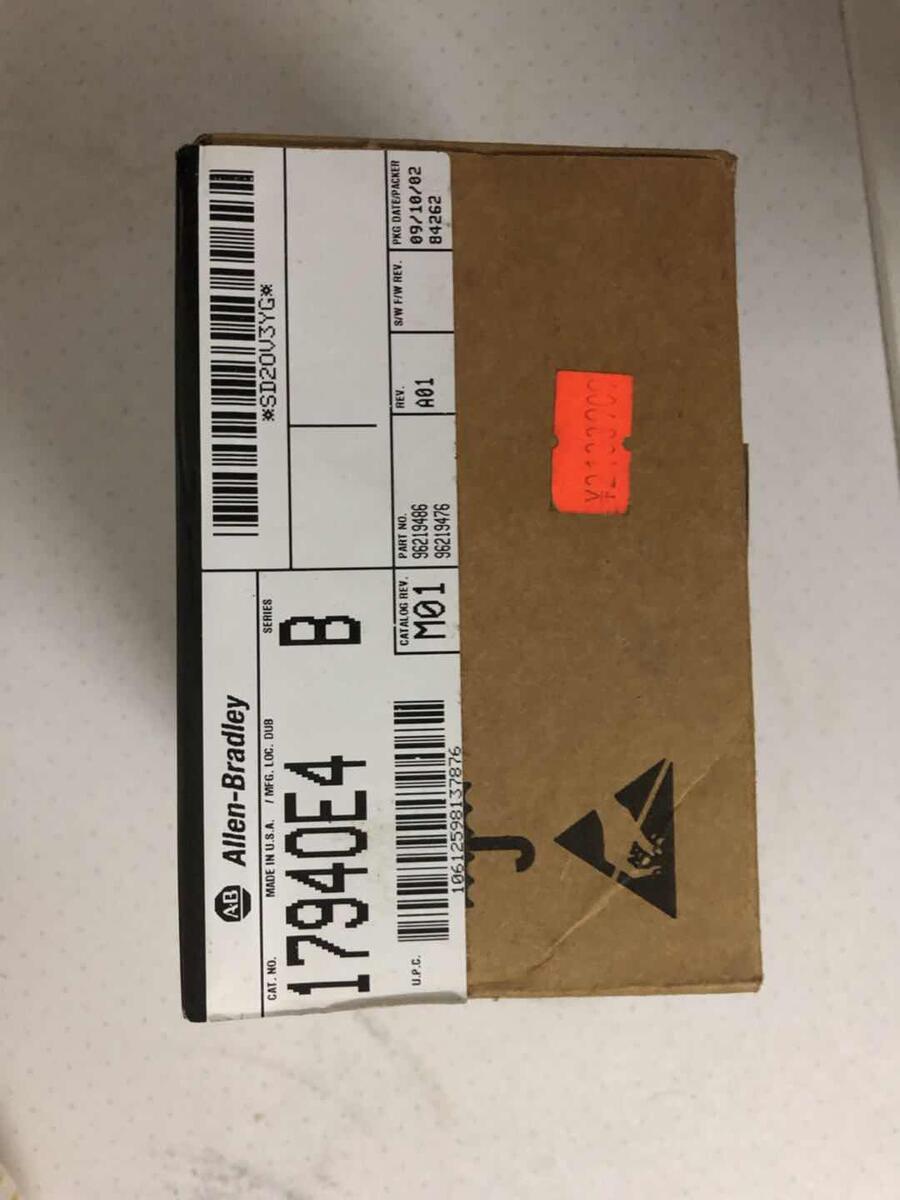 A-B Allen-Bradley
CAT. NO.
MADE IN U.S.A. / MFG. LOC. DUB
SERIES
1794OE4
B
U.P.C.
10612598137876
CATALOG REV.
M01
*SD20V3YG*
PART NO.
96219486
96219476
REV.
A01
S/W F/W REV.
PKG DATE/PACKER
09/10/02
84262